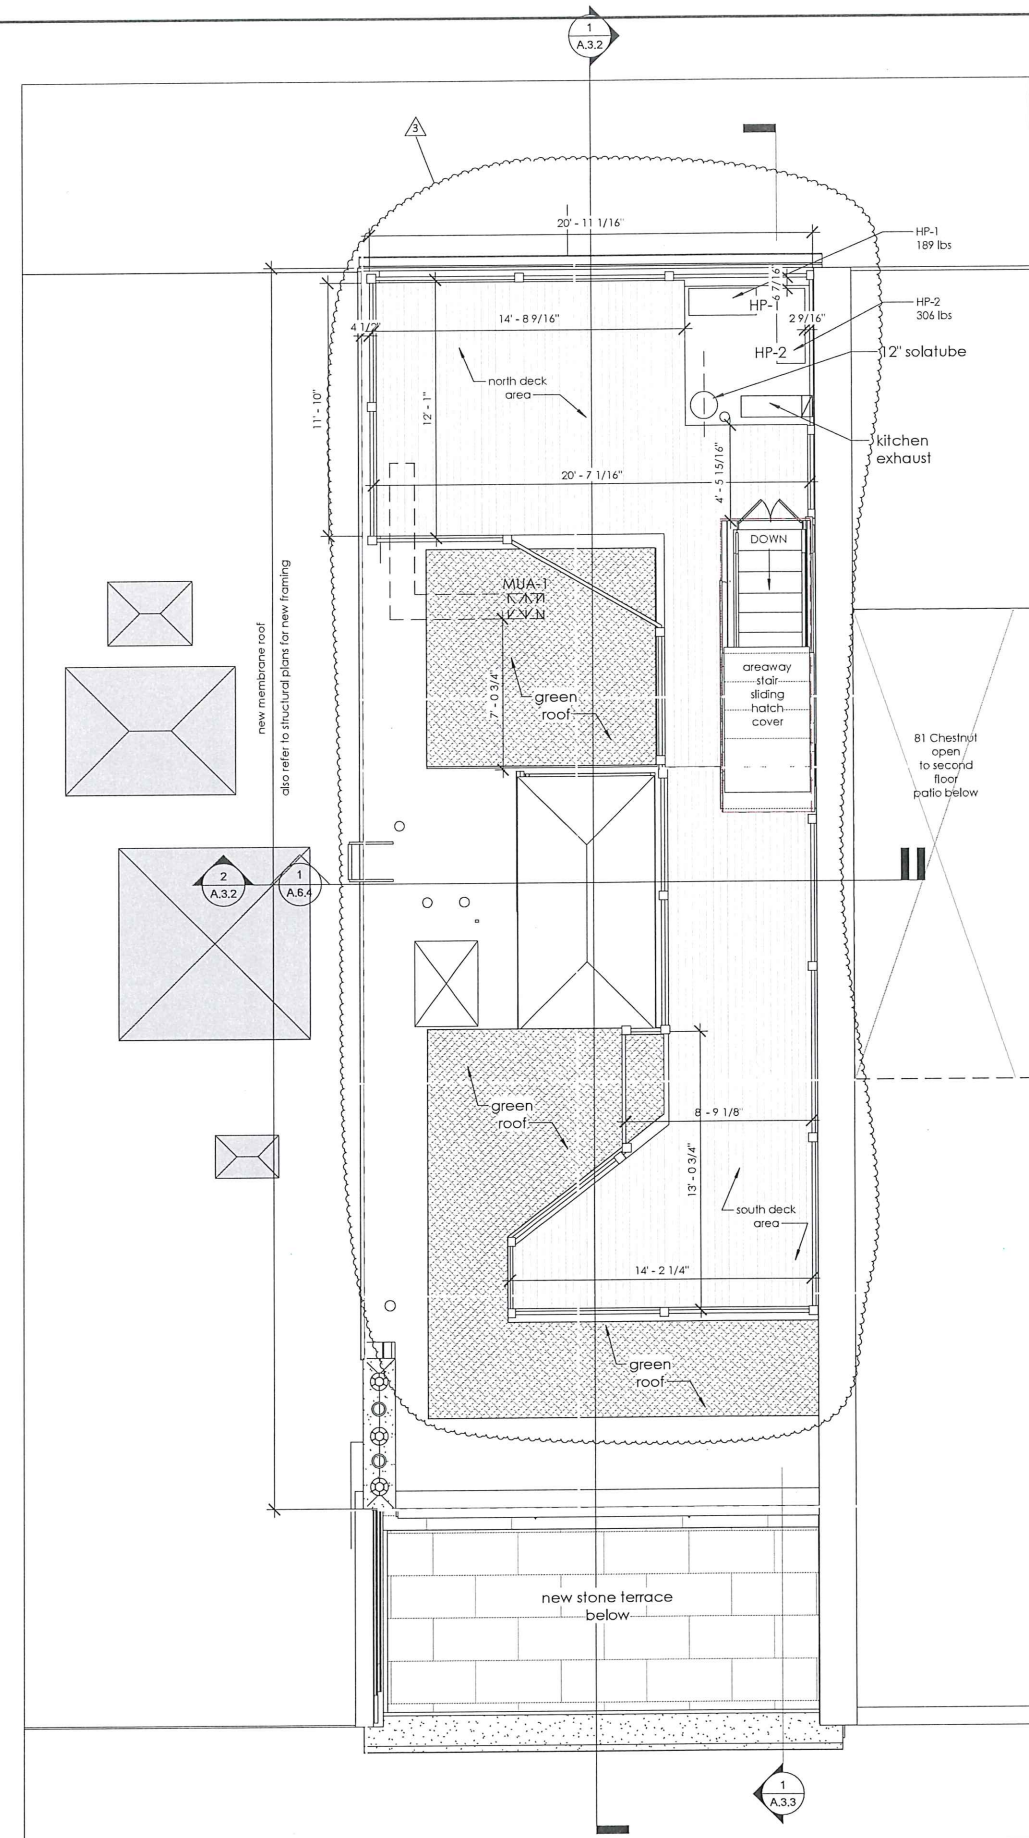 1
A.3.2
3
20' - 11 1/16"
HP-1
189 lbs
6 7/16"
HP-1
HP-2
306 lbs
4 1/2"
14' - 8 9/16"
2 9/16"
HP-2
12" solatube
north deck
area
11' - 10"
12' - 1"
kitchen
exhaust
20' - 7 1/16"
4' - 5 15/16"
DOWN
MUA-1
new membrane roof
also refer to structural plans for new framing
areaway
stair
sliding
hatch
cover
7' - 0 3/4"
green
roof
81 Chestnut
open
to second
floor
patio below
2
A.3.2
1
A.6.4
green
roof
8' - 9 1/8"
13' - 0 3/4"
south deck
area
14' - 2 1/4"
green
roof
new stone terrace
below
1
A.3.3